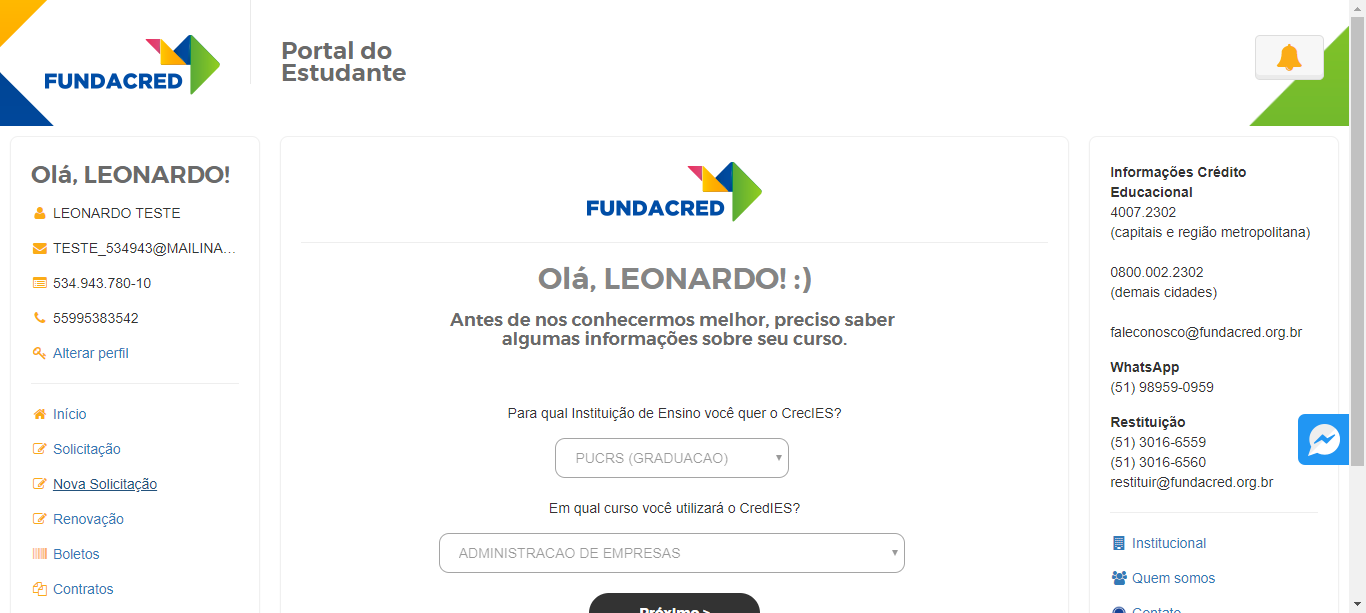 FUNDACRED
Portal do
Estudante
Olá, LEONARDO!
LEONARDO TESTE
TESTE_534943@MAILINA...
534.943.780-10
55995383542
Alterar perfil
Início
Solicitação
Nova Solicitação
Renovação
Boletos
Contratos
FUNDACRED
Olá, LEONARDO! :)
Antes de nos conhecermos melhor, preciso saber
algumas informações sobre seu curso.
Para qual Instituição de Ensino você quer o CrecIES?
PUCRS (GRADUACAO)
Em qual curso você utilizará o CredIES?
ADMINISTRACAO DE EMPRESAS
Próximo >
Informações Crédito
Educacional
4007.2302
(capitais e região metropolitana)
0800.002.2302
(demais cidades)
faleconosco@fundacred.org.br
WhatsApp
(51) 98959-0959
Restituição
(51) 3016-6559
(51) 3016-6560
restituir@fundacred.org.br
Institucional
Quem somos
Contato